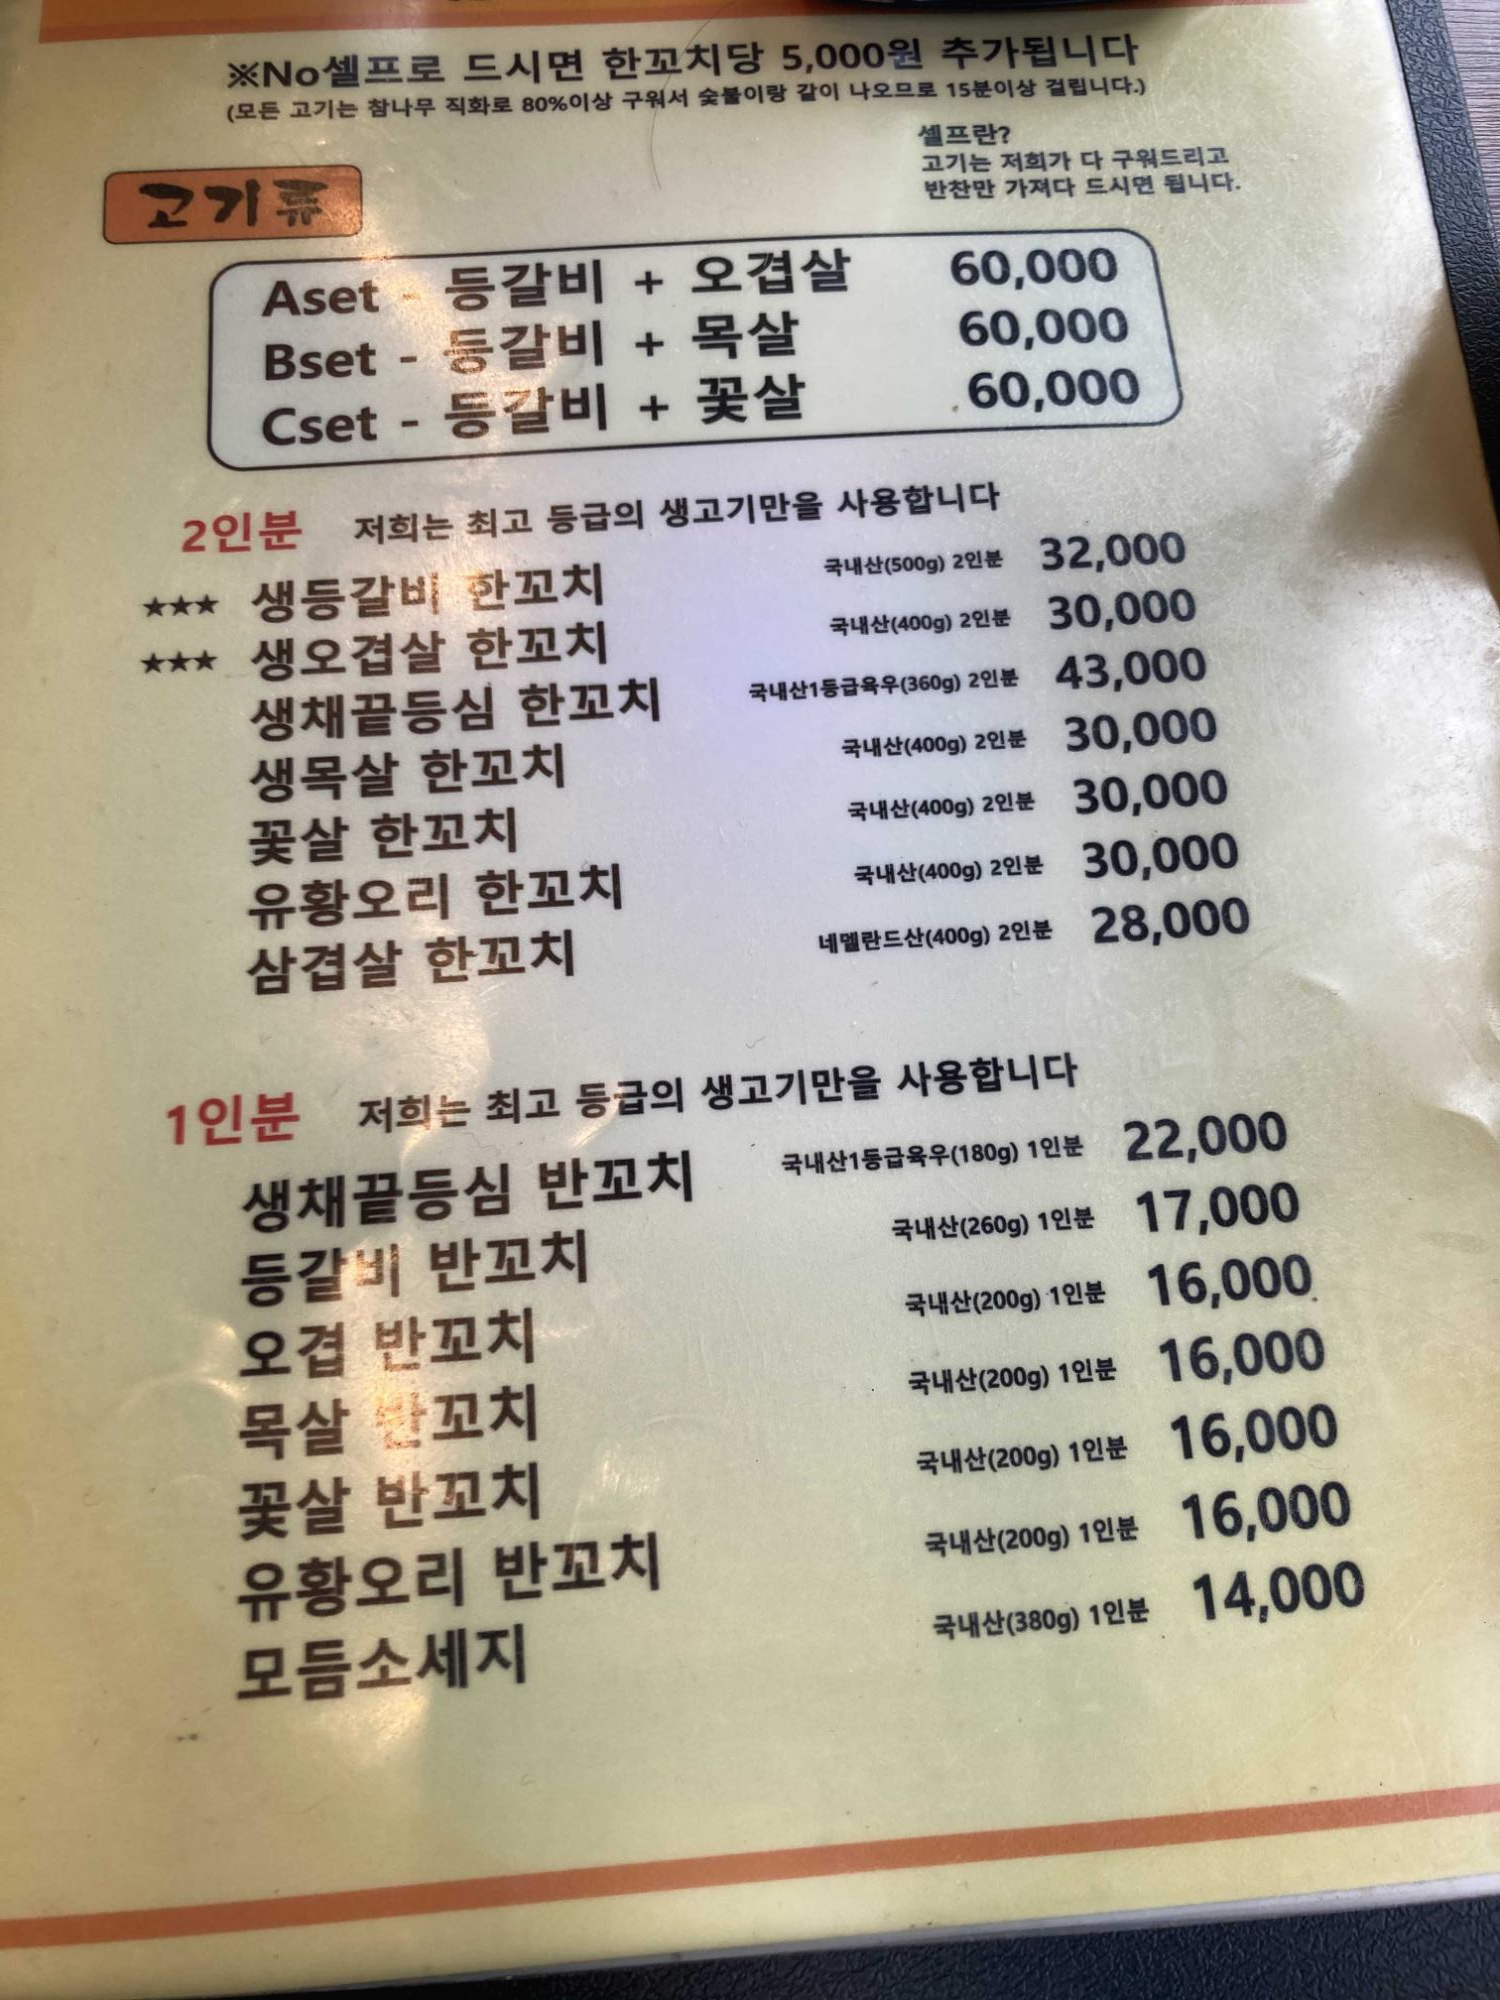 ※No셀프로 드시면 한꼬치당 5,000원 추가됩니다
(모든 고기는 참나무 직화로 80%이상 구워서 숯불이랑 같이 나오므로 15분이상 걸립니다.)
셀프란?
고기는 저희가 다 구워드리고
반찬만 가져다 드시면 됩니다.
고기류
Aset - 등갈비 + 오겹살 60,000
Bset - 등갈비 + 목살 60,000
Cset - 등갈비 + 꽃살 60,000
2인분 저희는 최고 등급의 생고기만을 사용합니다
★★★ 생등갈비 한꼬치 국내산(500g) 2인분 32,000
★★★ 생오겹살 한꼬치 국내산(400g) 2인분 30,000
생채끝등심 한꼬치 국내산1등급육우(360g) 2인분 43,000
생목살 한꼬치 국내산(400g) 2인분 30,000
꽃살 한꼬치 국내산(400g) 2인분 30,000
유황오리 한꼬치 국내산(400g) 2인분 30,000
삼겹살 한꼬치 네델란드산(400g) 2인분 28,000
1인분 저희는 최고 등급의 생고기만을 사용합니다
생채끝등심 반꼬치 국내산1등급육우(180g) 1인분 22,000
등갈비 반꼬치 국내산(260g) 1인분 17,000
오겹 반꼬치 국내산(200g) 1인분 16,000
목살 반꼬치 국내산(200g) 1인분 16,000
꽃살 반꼬치 국내산(200g) 1인분 16,000
유황오리 반꼬치 국내산(200g) 1인분 16,000
모듬소세지 국내산(380g) 1인분 14,000